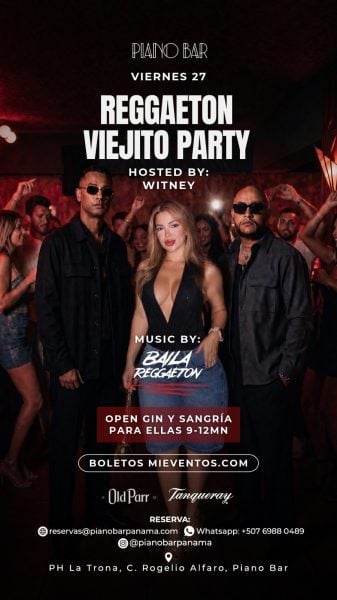 PIANO BAR
VIERNES 27
REGGAETON
VIEJITO PARTY
HOSTED BY:
WITNEY
MUSIC BY:
BAILA
REGGAETON
OPEN GIN Y SANGRÍA
PARA ELLAS 9-12MN
BOLETOS MIEVENTOS.COM
Old Parr Tanqueray
RESERVA:
reservas@pianobarpanama.com Whatsapp: +507 6988 0489
@pianobarpanama
PH La Trona, C. Rogelio Alfaro, Piano Bar